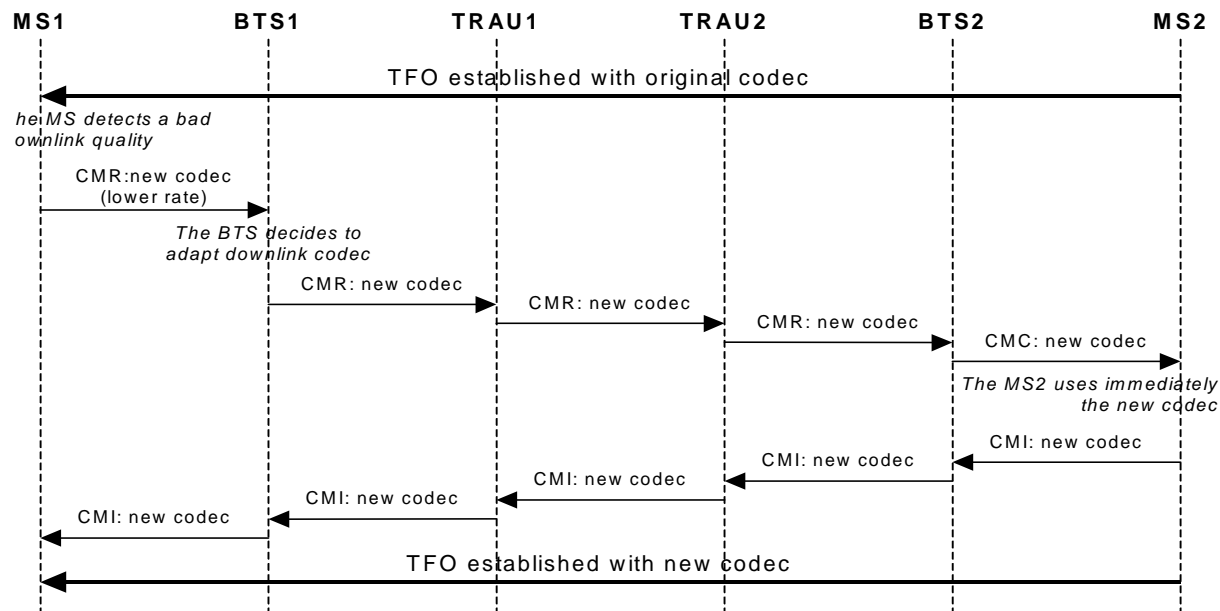 MS1 BTS1 TRAU1 TRAU2 BTS2 MS2
TFO established with original codec
he MS detects a bad
ownlink quality
CMR:new codec
(lower rate)
The BTS decides to
adapt downlink codec
CMR: new codec
CMR: new codec
CMR: new codec
CMC: new codec
The MS2 uses immediately
the new codec
CMI: new codec
CMI: new codec
CMI: new codec
CMI: new codec
CMI: new codec
TFO established with new codec